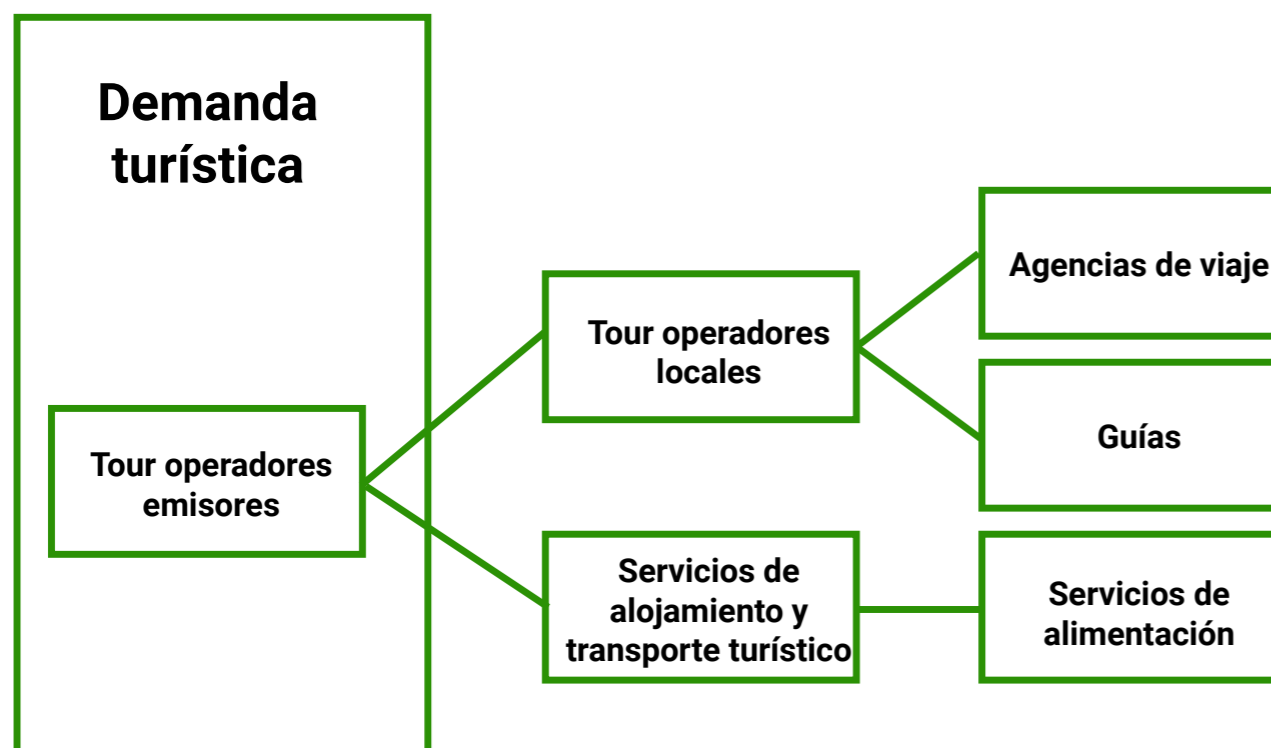 Demanda
turística
Tour operadores
emisores
Tour operadores
locales
Servicios de
alojamiento y
transporte turístico
Agencias de viaje
Guías
Servicios de
alimentación